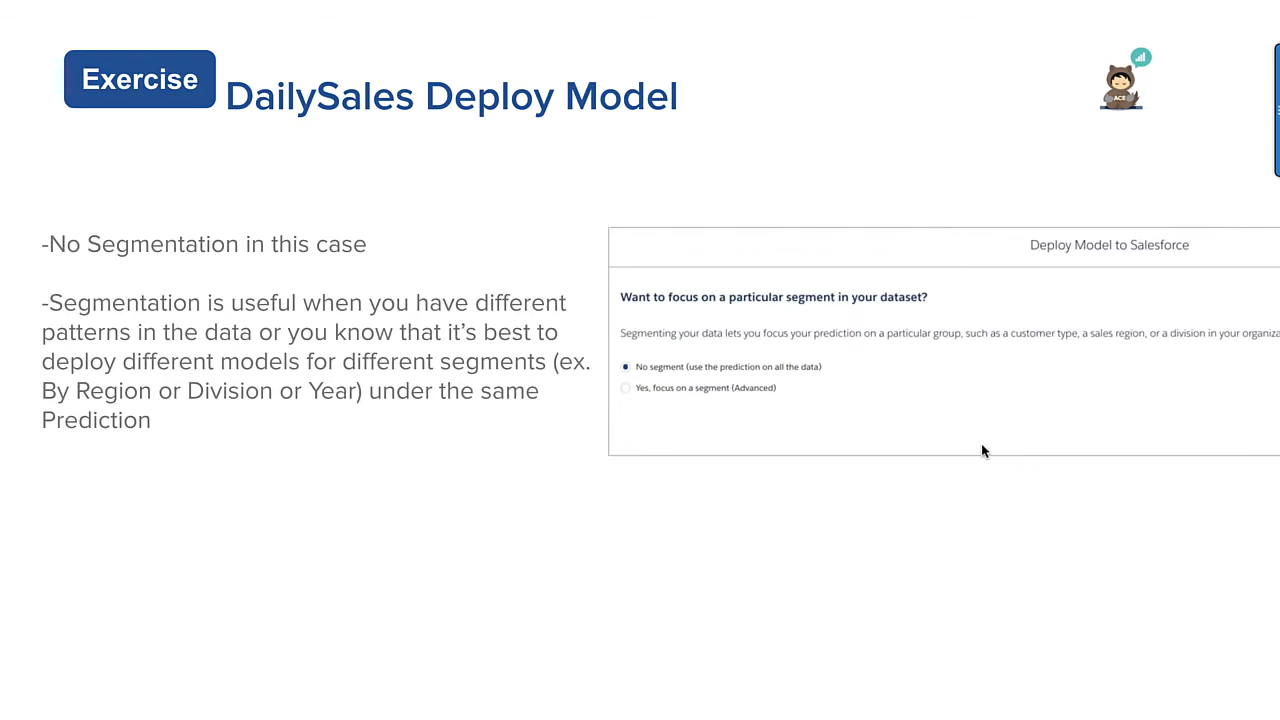 Exercise
DailySales Deploy Model
ACE
-No Segmentation in this case
-Segmentation is useful when you have different
patterns in the data or you know that it’s best to
deploy different models for different segments (ex.
By Region or Division or Year) under the same
Prediction
Deploy Model to Salesforce
Want to focus on a particular segment in your dataset?
Segmenting your data lets you focus your prediction on a particular group, such as a customer type, a sales region, or a division in your organiza
No segment (use the prediction on all the data)
Yes, focus on a segment (Advanced)